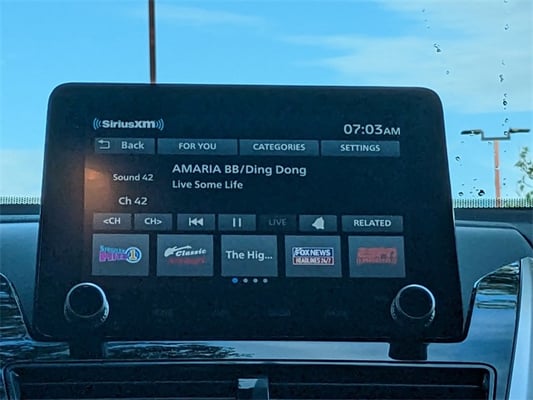 SiriusXM
07:03AM
Back FOR YOU CATEGORIES SETTINGS
Sound 42
AMARIA BB/Ding Dong
Live Some Life
Ch 42
<CH CH> LIVE RELATED
Classic
The Hig...
FOX NEWS
HEADLINES 24/7
ESPN